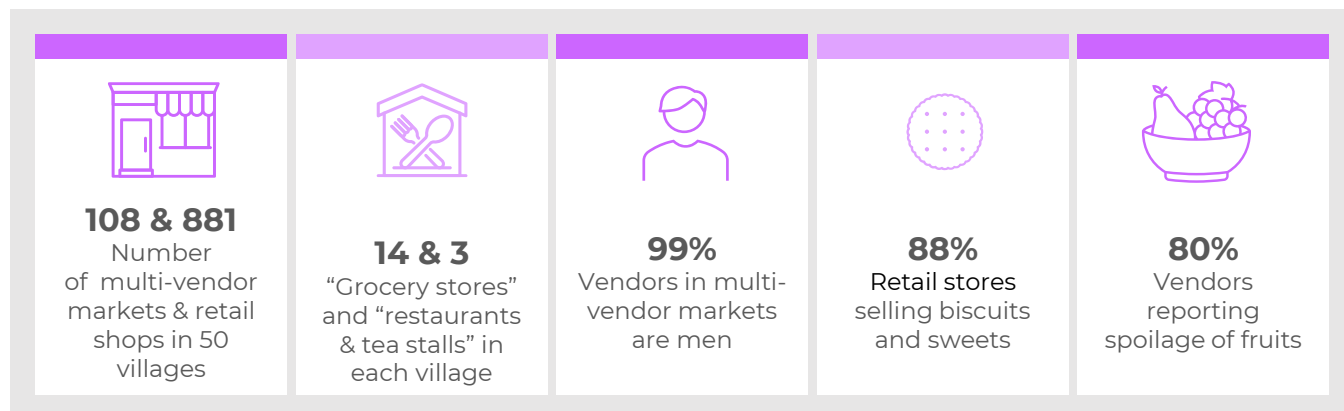 108 & 881
Number
of  multi-vendor
markets & retail
shops in 50
villages
14 & 3
“Grocery stores”
and “restaurants
& tea stalls” in
each village
99%
Vendors in multi-
vendor markets
are men
88%
Retail stores
selling biscuits
and sweets
80%
Vendors
reporting
spoilage of fruits